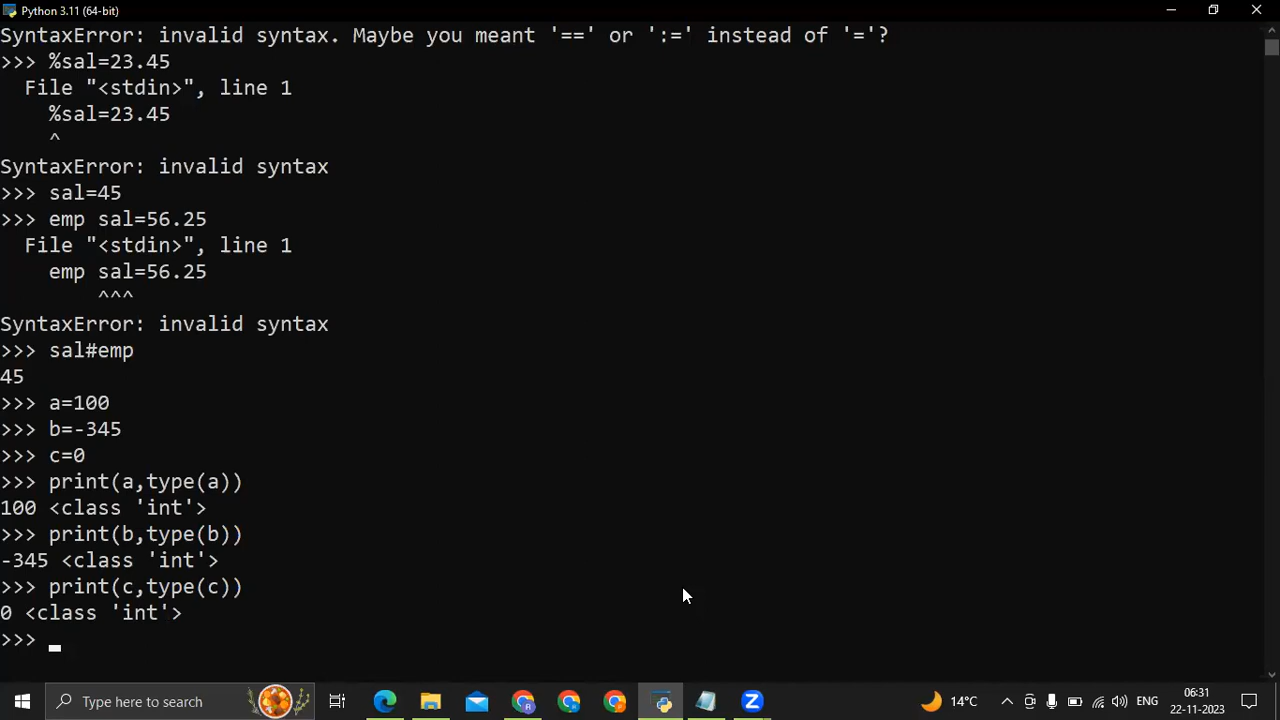 Python 3.11 (64-bit)
SyntaxError: invalid syntax. Maybe you meant '==' or ':=' instead of '='?
>>> %sal=23.45
  File "<stdin>", line 1
    %sal=23.45
    ^
SyntaxError: invalid syntax
>>> sal=45
>>> emp sal=56.25
  File "<stdin>", line 1
    emp sal=56.25
        ^^^
SyntaxError: invalid syntax
>>> sal#emp
45
>>> a=100
>>> b=-345
>>> c=0
>>> print(a,type(a))
100 <class 'int'>
>>> print(b,type(b))
-345 <class 'int'>
>>> print(c,type(c))
0 <class 'int'>
>>>
Type here to search
R
Z
14°C
ENG
06:31
22-11-2023